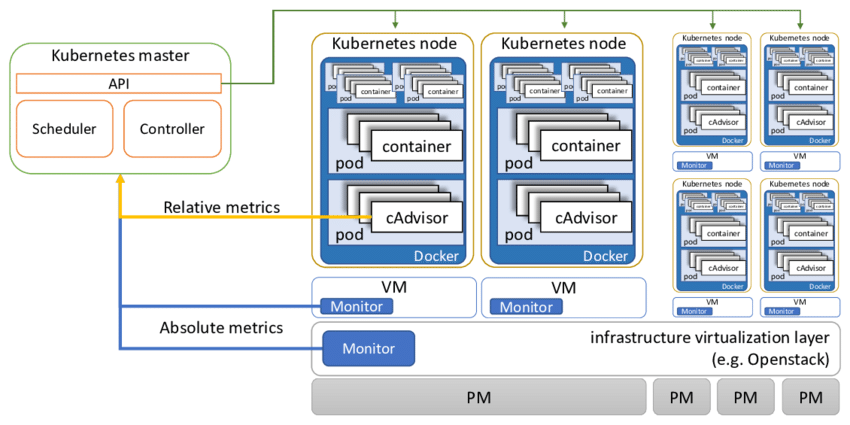 Kubernetes master
API
Scheduler
Controller
Relative metrics
Absolute metrics
Kubernetes node
pod
pod
container
pod
pod
container
container
pod
cAdvisor
pod
Docker
VM
Monitor
Kubernetes node
pod
pod
container
pod
pod
container
container
pod
cAdvisor
pod
Docker
VM
Monitor
Kubernetes node
container
container
container
pod
cAdvisor
pod
Docker
VM
Monitor
Kubernetes node
container
container
container
pod
cAdvisor
pod
Docker
VM
Monitor
Kubernetes node
container
container
container
pod
cAdvisor
pod
Docker
VM
Monitor
Kubernetes node
container
container
container
pod
cAdvisor
pod
Docker
VM
Monitor
Monitor
infrastructure virtualization layer
(e.g. Openstack)
PM
PM
PM
PM